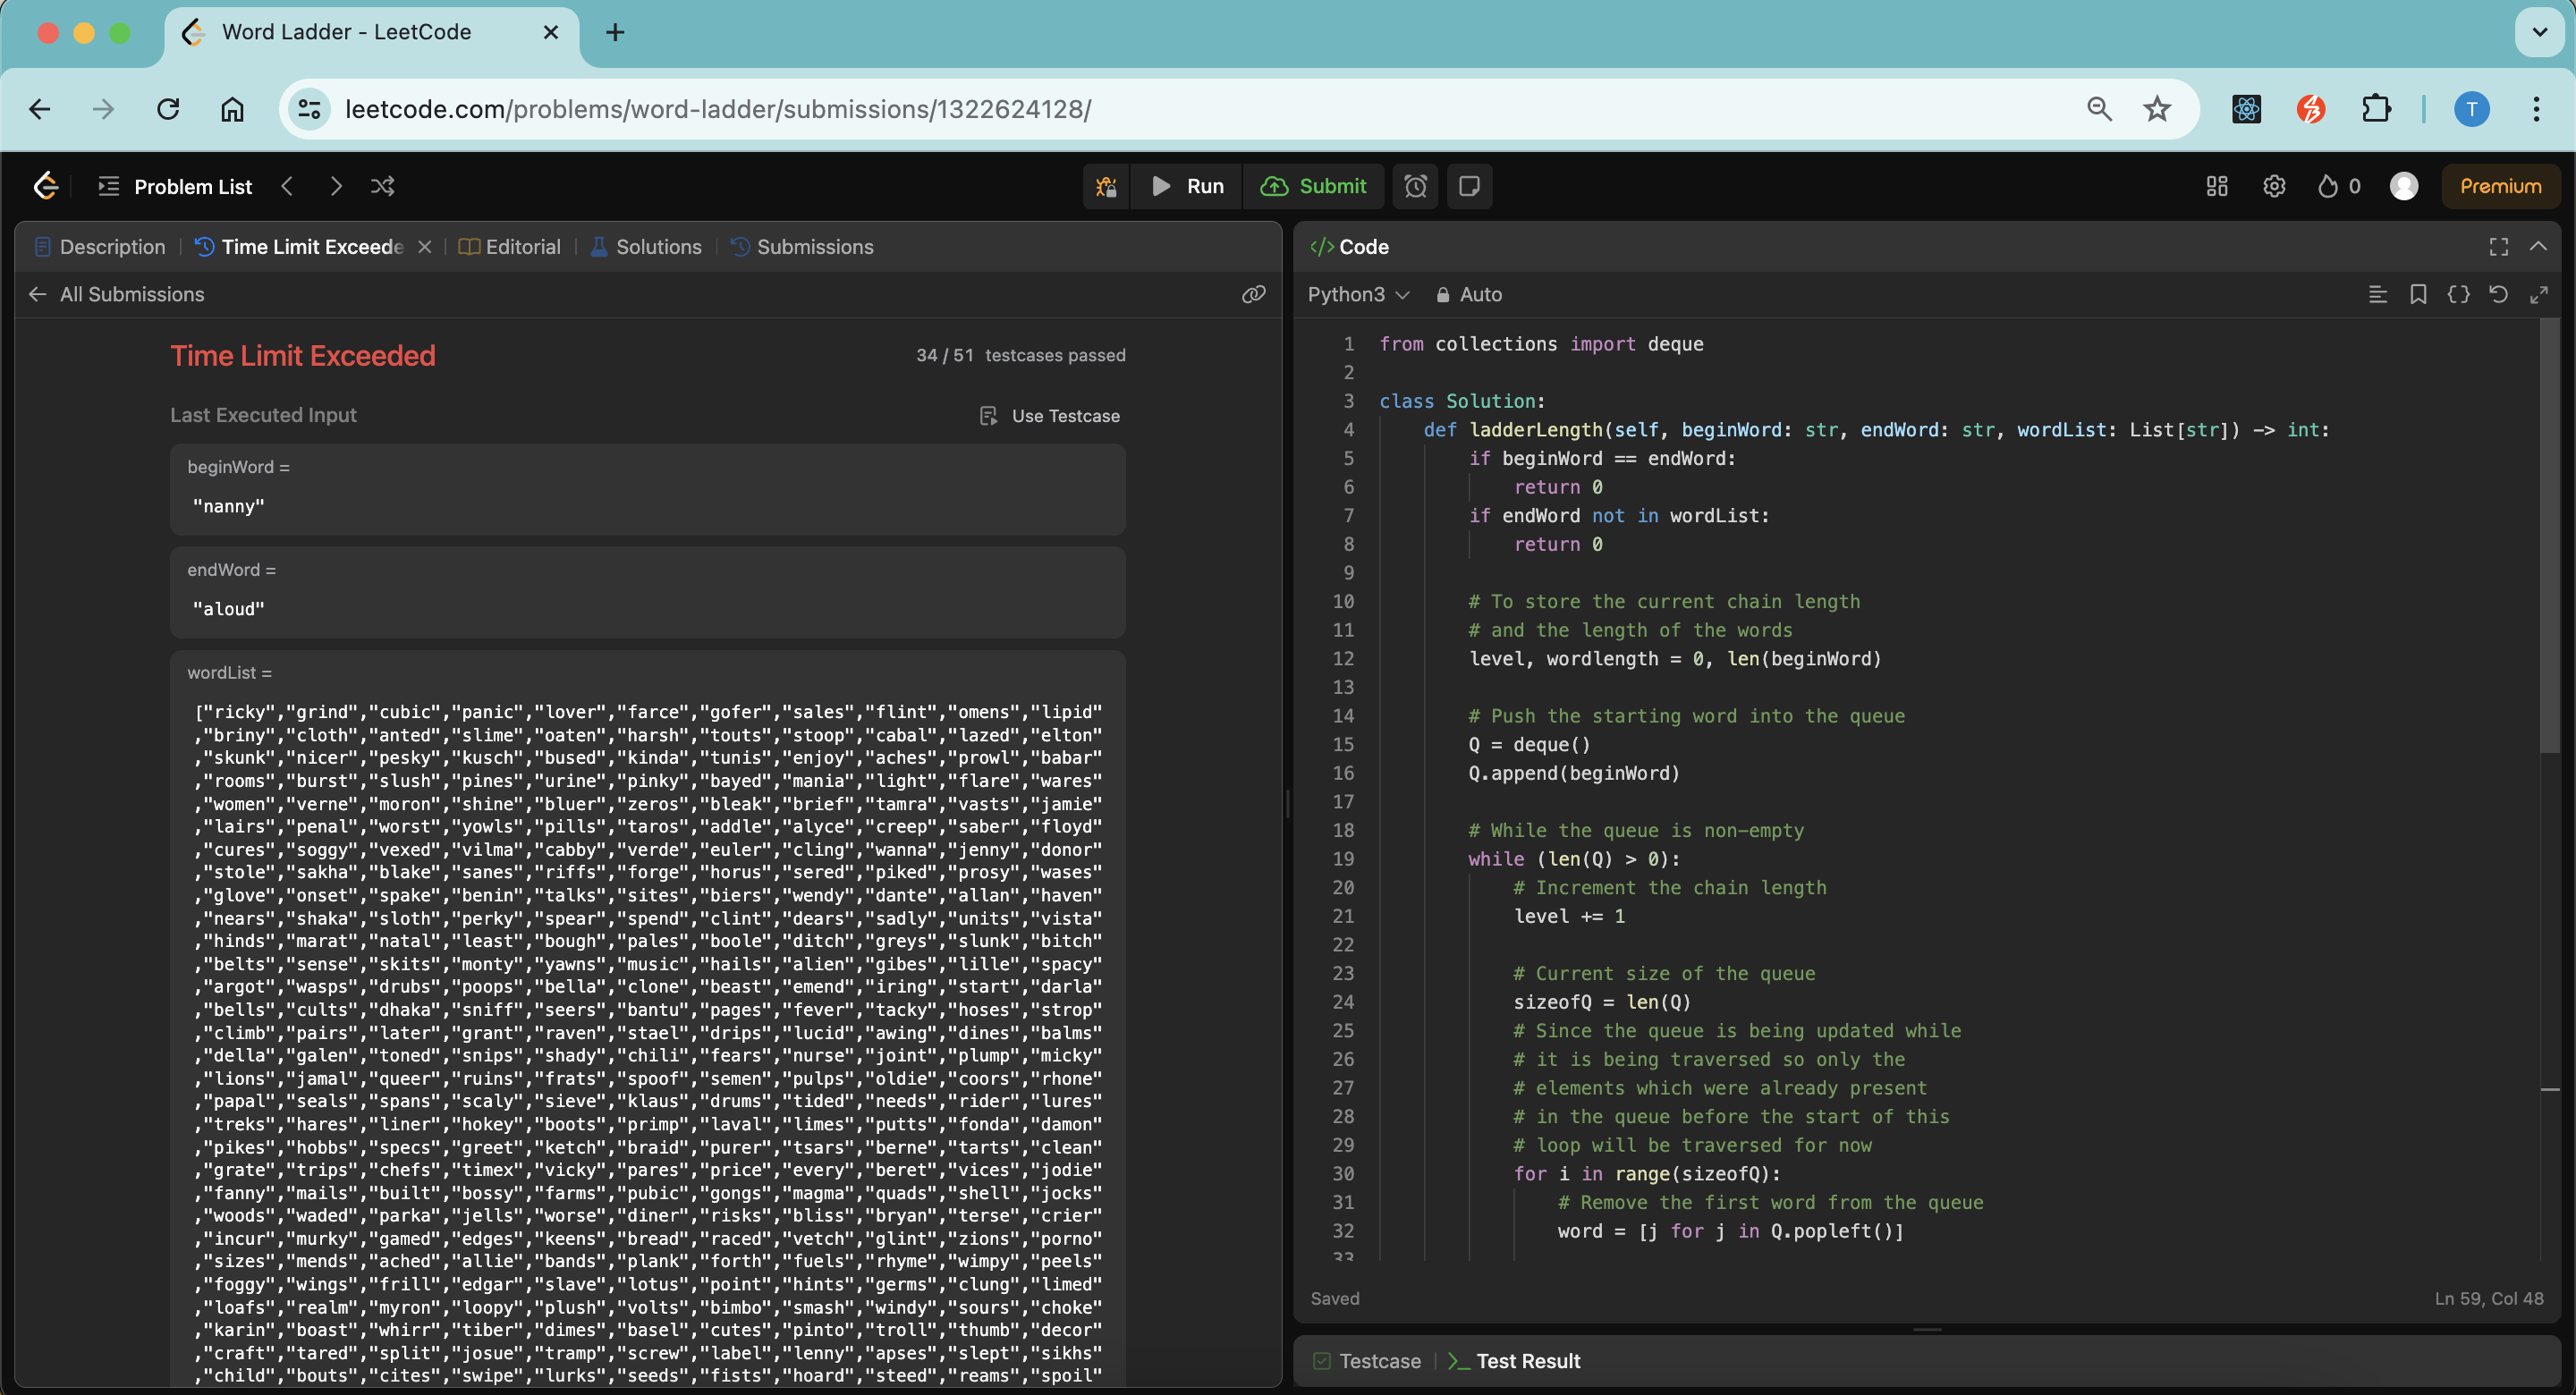 Word Ladder - LeetCode
leetcode.com/problems/word-ladder/submissions/1322624128/
T
Problem List
Run
Submit
0
Premium
Description
Time Limit Exceede
Editorial
Solutions
Submissions
All Submissions
Time Limit Exceeded
34 / 51 testcases passed
Last Executed Input
Use Testcase
beginWord =
"nanny"
endWord =
"aloud"
wordList =
["ricky","grind","cubic","panic","lover","farce","gofer","sales","flint","omens","lipid"
,"briny","cloth","anted","slime","oaten","harsh","touts","stoop","cabal","lazed","elton"
,"skunk","nicer","pesky","kusch","bused","kinda","tunis","enjoy","aches","prowl","babar"
,"rooms","burst","slush","pines","urine","pinky","bayed","mania","light","flare","wares"
,"women","verne","moron","shine","bluer","zeros","bleak","brief","tamra","vasts","jamie"
,"lairs","penal","worst","yowls","pills","taros","addle","alyce","creep","saber","floyd"
,"cures","soggy","vexed","vilma","cabby","verde","euler","cling","wanna","jenny","donor"
,"stole","sakha","blake","sanes","riffs","forge","horus","sered","piked","prosy","wases"
,"glove","onset","spake","benin","talks","sites","biers","wendy","dante","allan","haven"
,"nears","shaka","sloth","perky","spear","spend","clint","dears","sadly","units","vista"
,"hinds","marat","natal","least","bough","pales","boole","ditch","greys","slunk","bitch"
,"belts","sense","skits","monty","yawns","music","hails","alien","gibes","lille","spacy"
,"argot","wasps","drubs","poops","bella","clone","beast","emend","iring","start","darla"
,"bells","cults","dhaka","sniff","seers","bantu","pages","fever","tacky","hoses","strop"
,"climb","pairs","later","grant","raven","stael","drips","lucid","awing","dines","balms"
,"della","galen","toned","snips","shady","chili","fears","nurse","joint","plump","micky"
,"lions","jamal","queer","ruins","frats","spoof","semen","pulps","oldie","coors","rhone"
,"papal","seals","spans","scaly","sieve","klaus","drums","tided","needs","rider","lures"
,"treks","hares","liner","hokey","boots","primp","laval","limes","putts","fonda","damon"
,"pikes","hobbs","specs","greet","ketch","braid","purer","tsars","berne","tarts","clean"
,"grate","trips","chefs","timex","vicky","pares","price","every","beret","vices","jodie"
,"fanny","mails","built","bossy","farms","pubic","gongs","magma","quads","shell","jocks"
,"woods","waded","parka","jells","worse","diner","risks","bliss","bryan","terse","crier"
,"incur","murky","gamed","edges","keens","bread","raced","vetch","glint","zions","porno"
,"sizes","mends","ached","allie","bands","plank","forth","fuels","rhyme","wimpy","peels"
,"foggy","wings","frill","edgar","slave","lotus","point","hints","germs","clung","limed"
,"loafs","realm","myron","loopy","plush","volts","bimbo","smash","windy","sours","choke"
,"karin","boast","whirr","tiber","dimes","basel","cutes","pinto","troll","thumb","decor"
,"craft","tared","split","josue","tramp","screw","label","lenny","apses","slept","sikhs"
,"child","bouts","cites","swipe","lurks","seeds","fists","hoard","steed","reams","spoil"
</> Code
Python3
Auto
1 from collections import deque
2
3 class Solution:
4 def ladderLength(self, beginWord: str, endWord: str, wordList: List[str]) -> int:
5 if beginWord == endWord:
6 return 0
7 if endWord not in wordList:
8 return 0
9
10 # To store the current chain length
11 # and the length of the words
12 level, wordlength = 0, len(beginWord)
13
14 # Push the starting word into the queue
15 Q = deque()
16 Q.append(beginWord)
17
18 # While the queue is non-empty
19 while (len(Q) > 0):
20 # Increment the chain length
21 level += 1
22
23 # Current size of the queue
24 sizeofQ = len(Q)
25 # Since the queue is being updated while
26 # it is being traversed so only the
27 # elements which were already present
28 # in the queue before the start of this
29 # loop will be traversed for now
30 for i in range(sizeofQ):
31 # Remove the first word from the queue
32 word = [j for j in Q.popleft()]
33
Saved
Ln 59, Col 48
Testcase
Test Result